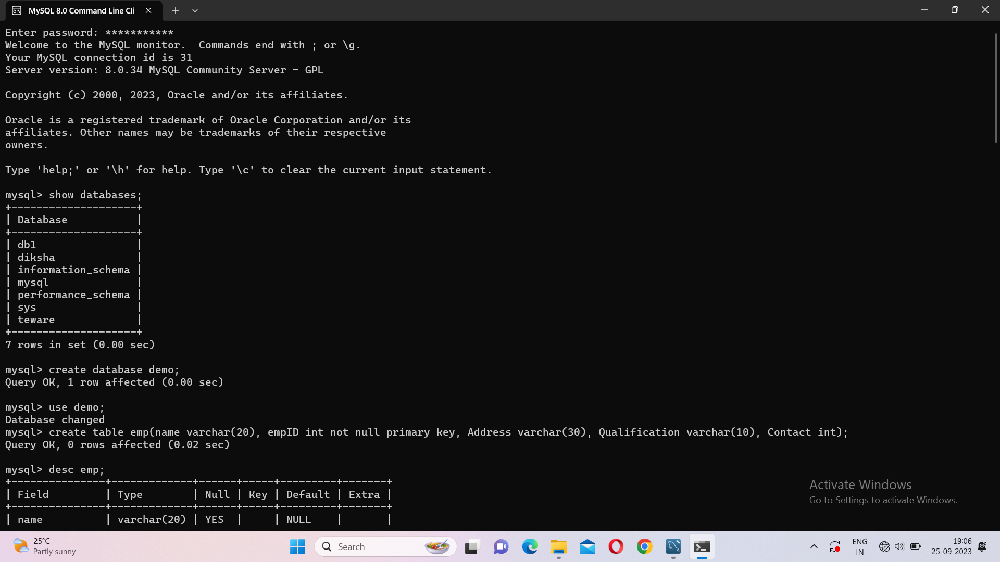 MySQL 8.0 Command Line Cli
Enter password: ***********
Welcome to the MySQL monitor.  Commands end with ; or \g.
Your MySQL connection id is 31
Server version: 8.0.34 MySQL Community Server - GPL
Copyright (c) 2000, 2023, Oracle and/or its affiliates.
Oracle is a registered trademark of Oracle Corporation and/or its
affiliates. Other names may be trademarks of their respective
owners.
Type 'help;' or '\h' for help. Type '\c' to clear the current input statement.
mysql> show databases;
+--------------------+
| Database           |
+--------------------+
| db1                |
| diksha             |
| information_schema |
| mysql              |
| performance_schema |
| sys                |
| teware             |
+--------------------+
7 rows in set (0.00 sec)
mysql> create database demo;
Query OK, 1 row affected (0.00 sec)
mysql> use demo;
Database changed
mysql> create table emp(name varchar(20), empID int not null primary key, Address varchar(30), Qualification varchar(10), Contact int);
Query OK, 0 rows affected (0.02 sec)
mysql> desc emp;
+---------------+-------------+------+-----+---------+-------+
| Field         | Type        | Null | Key | Default | Extra |
+---------------+-------------+------+-----+---------+-------+
| name          | varchar(20) | YES  |     | NULL    |       |
Activate Windows
Go to Settings to activate Windows.
25°C
Partly sunny
Search
ENG
IN
19:06
25-09-2023